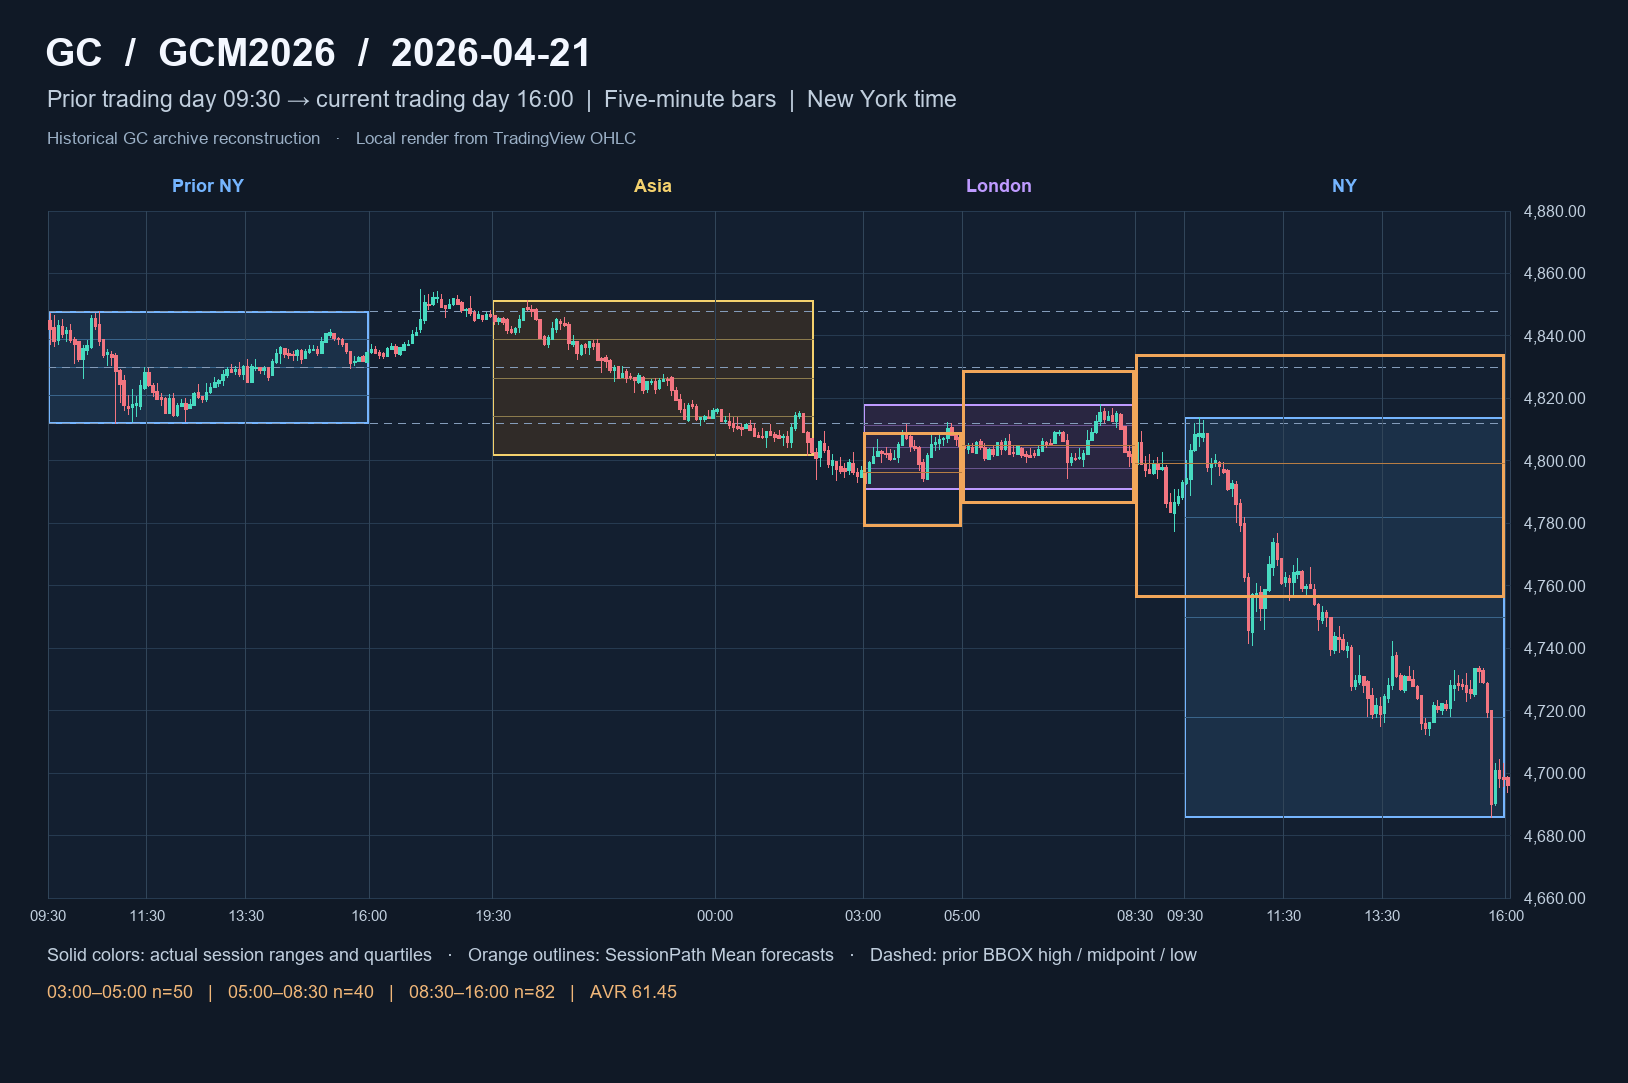 GC / GCM2026 / 2026-04-21
Prior trading day 09:30 → current trading day 16:00 | Five-minute bars | New York time
Historical GC archive reconstruction · Local render from TradingView OHLC
Prior NY Asia London NY
4,880.00
4,860.00
4,840.00
4,820.00
4,800.00
4,780.00
4,760.00
4,740.00
4,720.00
4,700.00
4,680.00
4,660.00
09:30 11:30 13:30 16:00 19:30 00:00 03:00 05:00 08:30 09:30 11:30 13:30 16:00
Solid colors: actual session ranges and quartiles · Orange outlines: SessionPath Mean forecasts · Dashed: prior BBOX high / midpoint / low
03:00–05:00 n=50 | 05:00–08:30 n=40 | 08:30–16:00 n=82 | AVR 61.45